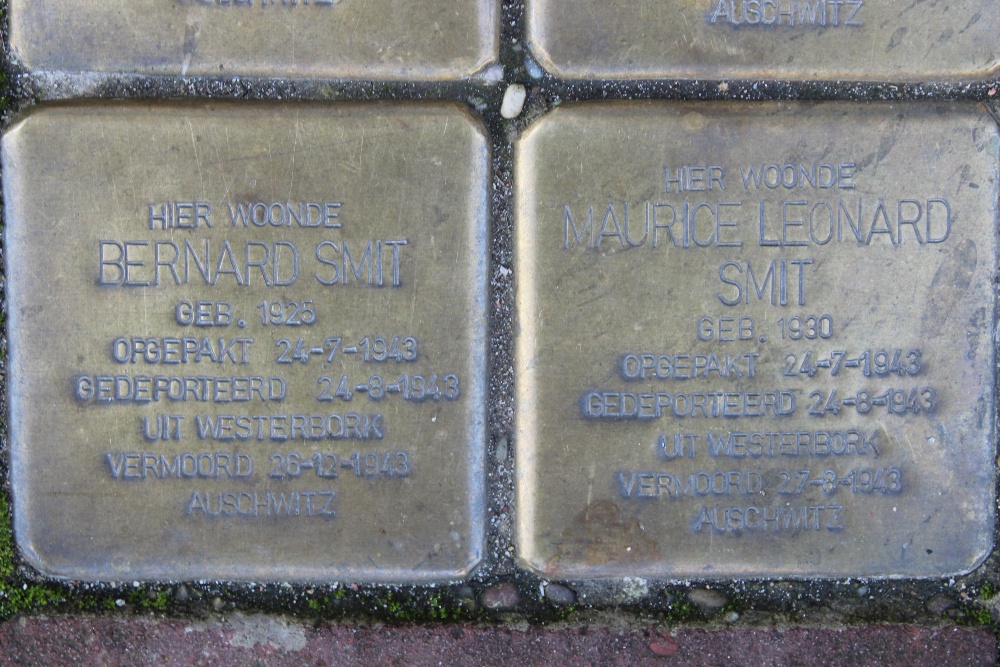 AUSCHWITZ
HIER WOONDE
BERNARD SMIT
GEB. 1925
OPGEPAKT 24-7-1943
GEDEPORTEERD 24-8-1943
UIT WESTERBORK
VERMOORD 26-12-1943
AUSCHWITZ
HIER WOONDE
MAURICE LEONARD
SMIT
GEB. 1930
OPGEPAKT 24-7-1943
GEDEPORTEERD 24-8-1943
UIT WESTERBORK
VERMOORD 27-8-1943
AUSCHWITZ